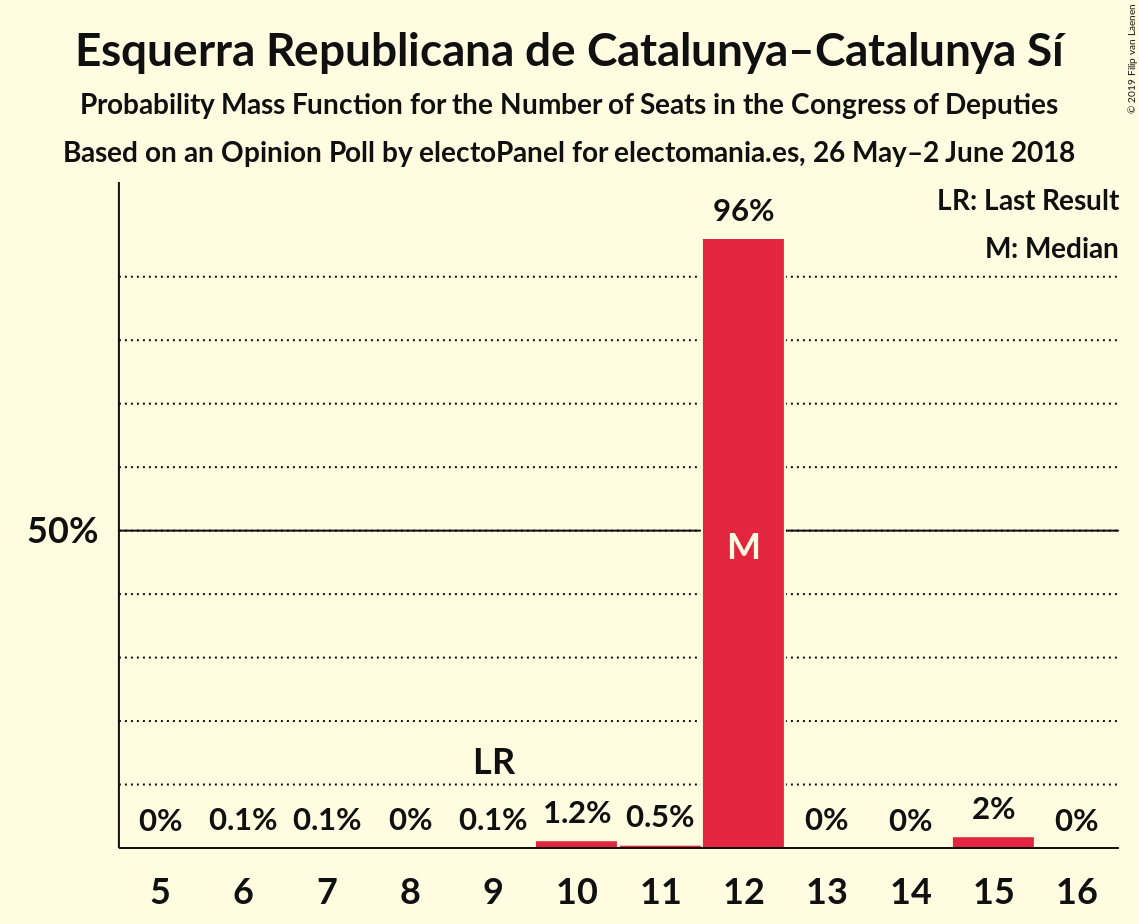 Esquerra Republicana de Catalunya–Catalunya Sí
Probability Mass Function for the Number of Seats in the Congress of Deputies
Based on an Opinion Poll by electoPanel for electomania.es, 26 May–2 June 2018
© 2019 Filip van Laenen
LR: Last Result
M: Median
96%
50%
M
LR
0% 0.1% 0.1% 0% 0.1% 1.2% 0.5% 0% 0% 2% 0%
5 6 7 8 9 10 11 12 13 14 15 16